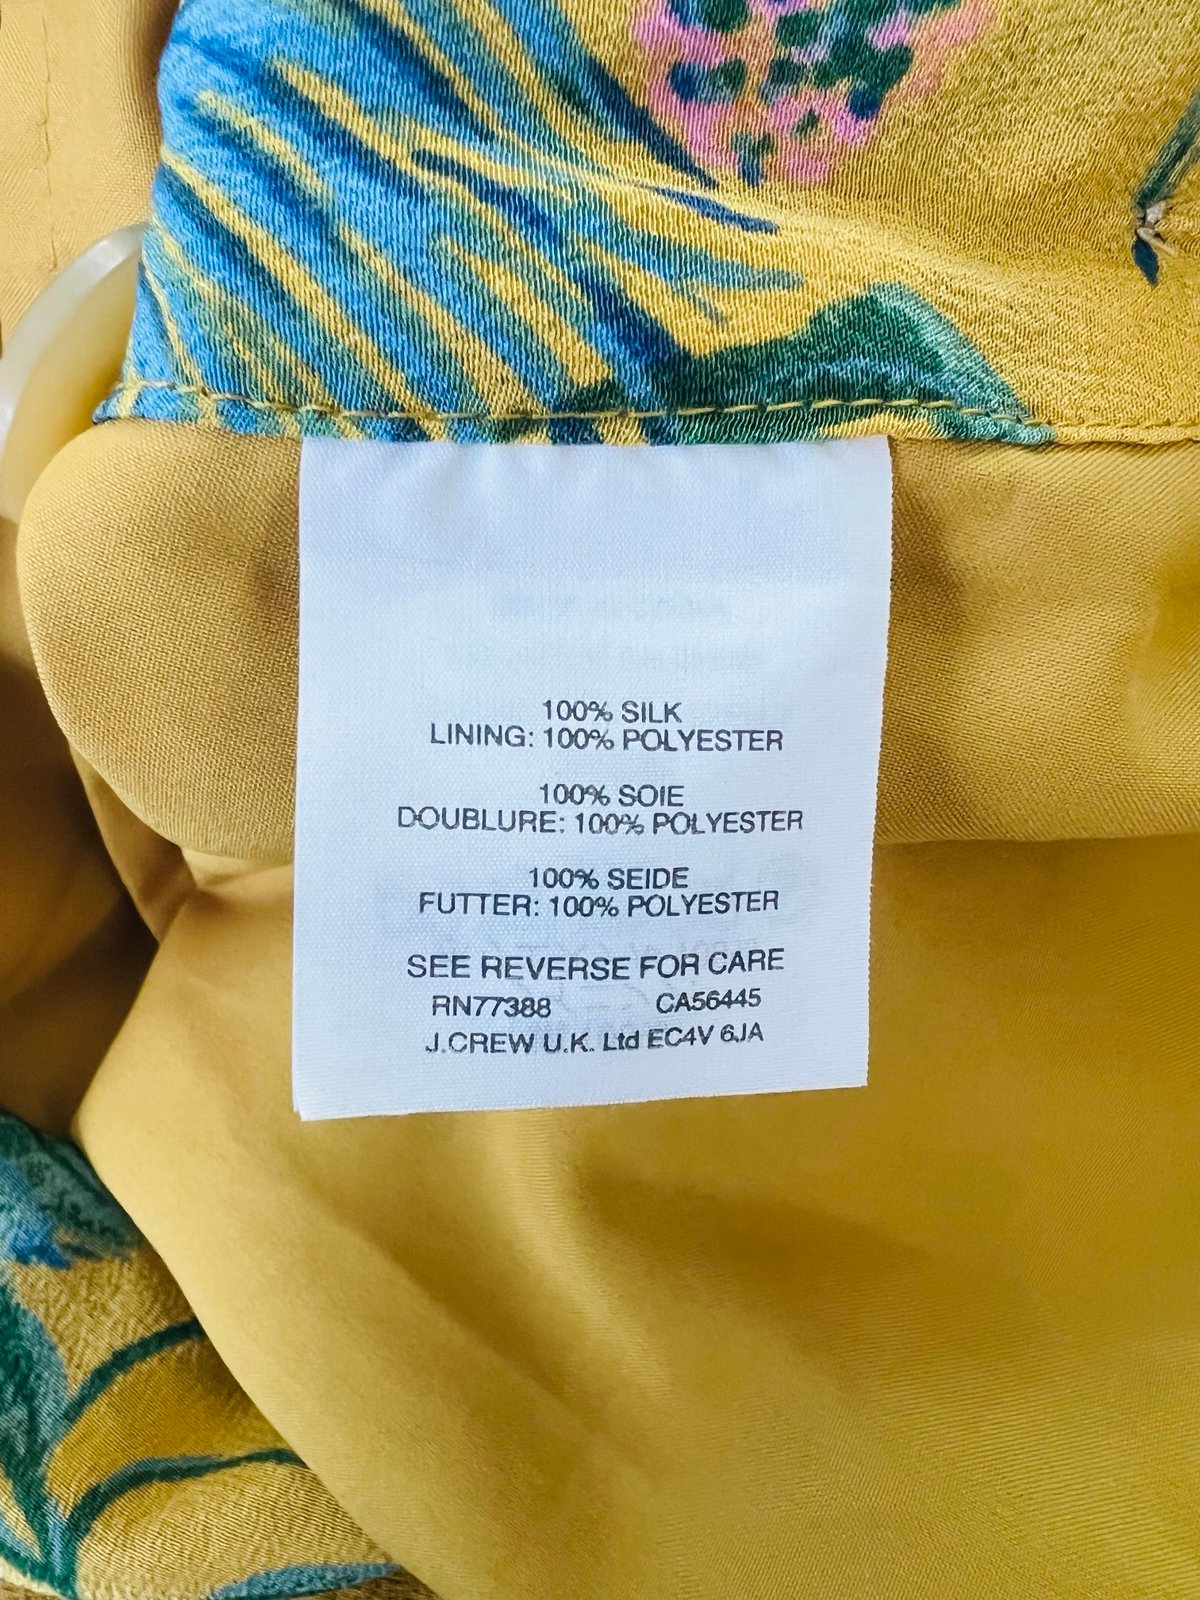 100% SILK
LINING: 100% POLYESTER
100% SOIE
DOUBLURE: 100% POLYESTER
100% SEIDE
FUTTER: 100% POLYESTER
SEE REVERSE FOR CARE
RN77388 CA56445
J.CREW U.K. Ltd EC4V 6JA